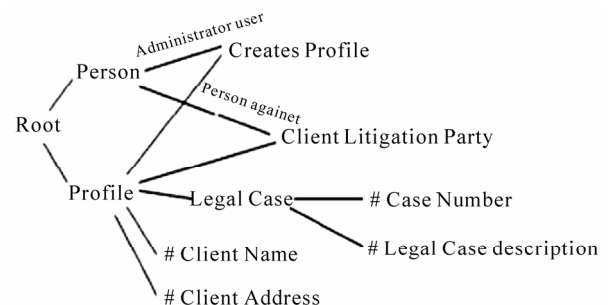 Administrator user
Creates Profile
Person
Person againet
Root
Client Litigation Party
Profile
Legal Case
# Case Number
# Legal Case description
# Client Name
# Client Address